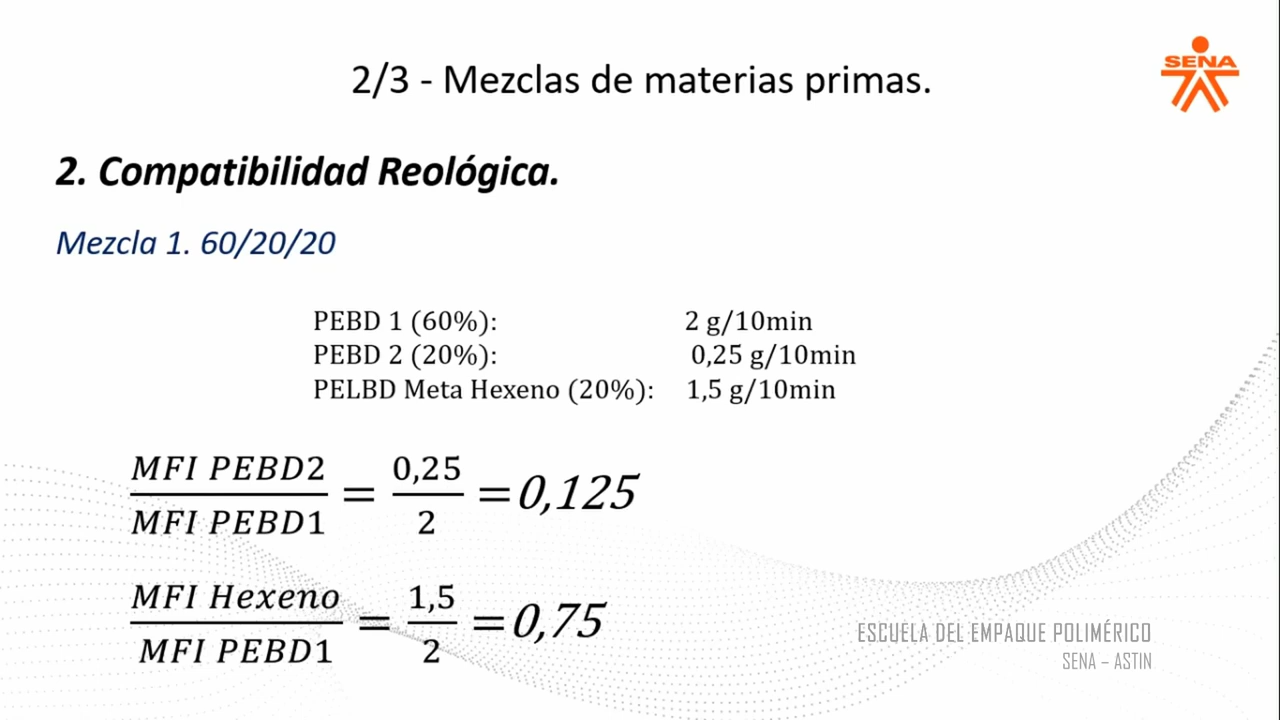 2/3 - Mezclas de materias primas.
SENA
2. Compatibilidad Reológica.
Mezcla 1. 60/20/20
PEBD 1 (60%): 2 g/10min
PEBD 2 (20%): 0,25 g/10min
PELBD Meta Hexeno (20%): 1,5 g/10min
MFI PEBD2 / MFI PEBD1 = 0,25 / 2 = 0,125
MFI Hexeno / MFI PEBD1 = 1,5 / 2 = 0,75
ESCUELA DEL EMPAQUE POLIMÉRICO
SENA – ASTIN